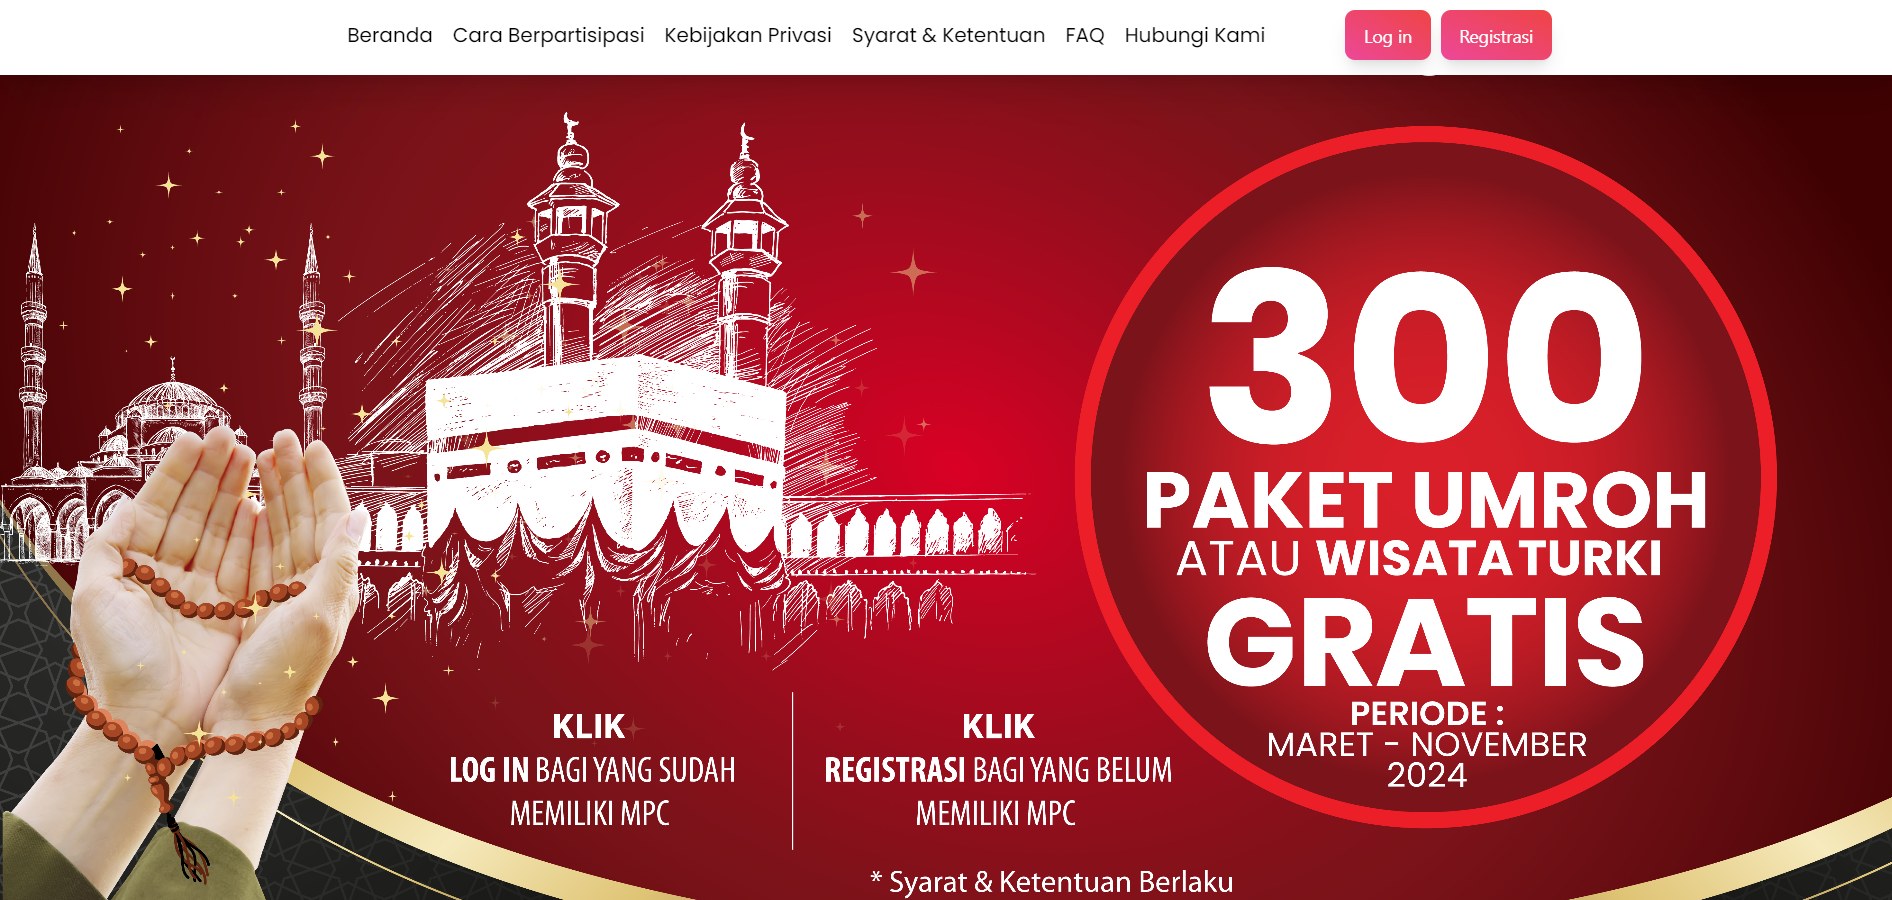 Beranda Cara Berpartisipasi Kebijakan Privasi Syarat & Ketentuan FAQ Hubungi Kami Log in Registrasi
300
PAKET UMROH
ATAU WISATA TURKI
GRATIS
PERIODE :
MARET - NOVEMBER
2024
KLIK
LOG IN BAGI YANG SUDAH
MEMILIKI MPC
KLIK
REGISTRASI BAGI YANG BELUM
MEMILIKI MPC
* Syarat & Ketentuan Berlaku